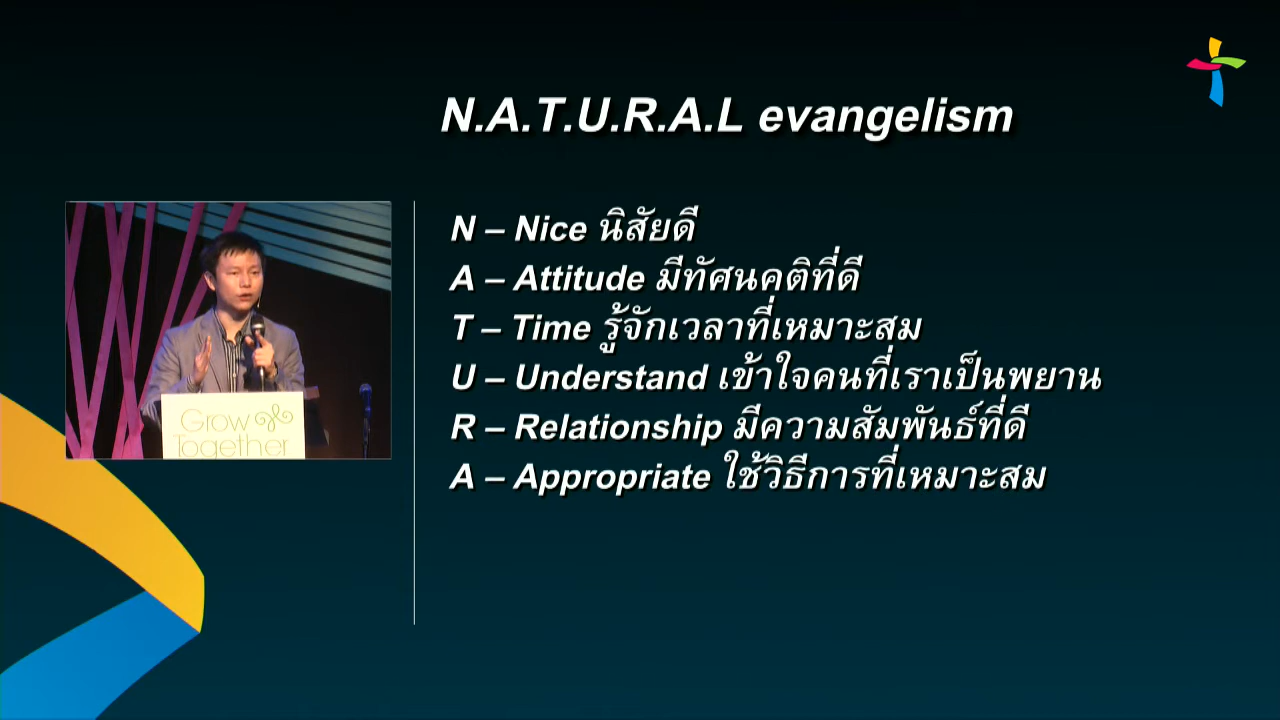 N.A.T.U.R.A.L evangelism
N – Nice นิสัยดี
A – Attitude มีทัศนคติที่ดี
T – Time รู้จักเวลาที่เหมาะสม
U – Understand เข้าใจคนที่เราเป็นพยาน
R – Relationship มีความสัมพันธ์ที่ดี
A – Appropriate ใช้วิธีการที่เหมาะสม
Grow
Together